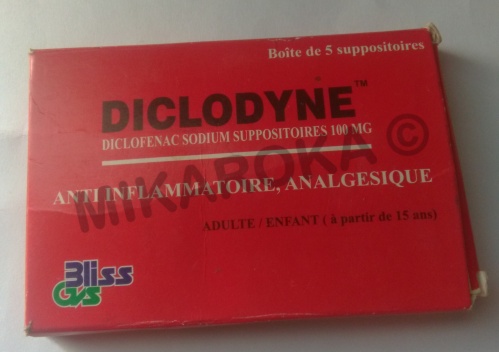 Boîte de 5 suppositoires
DICLODYNE™
DICLOFENAC SODIUM SUPPOSITOIRES 100 MG
MIKAROKA ©
ANTI INFLAMMATOIRE, ANALGESIQUE
ADULTE / ENFANT ( à partir de 15 ans)
Bliss
GVS